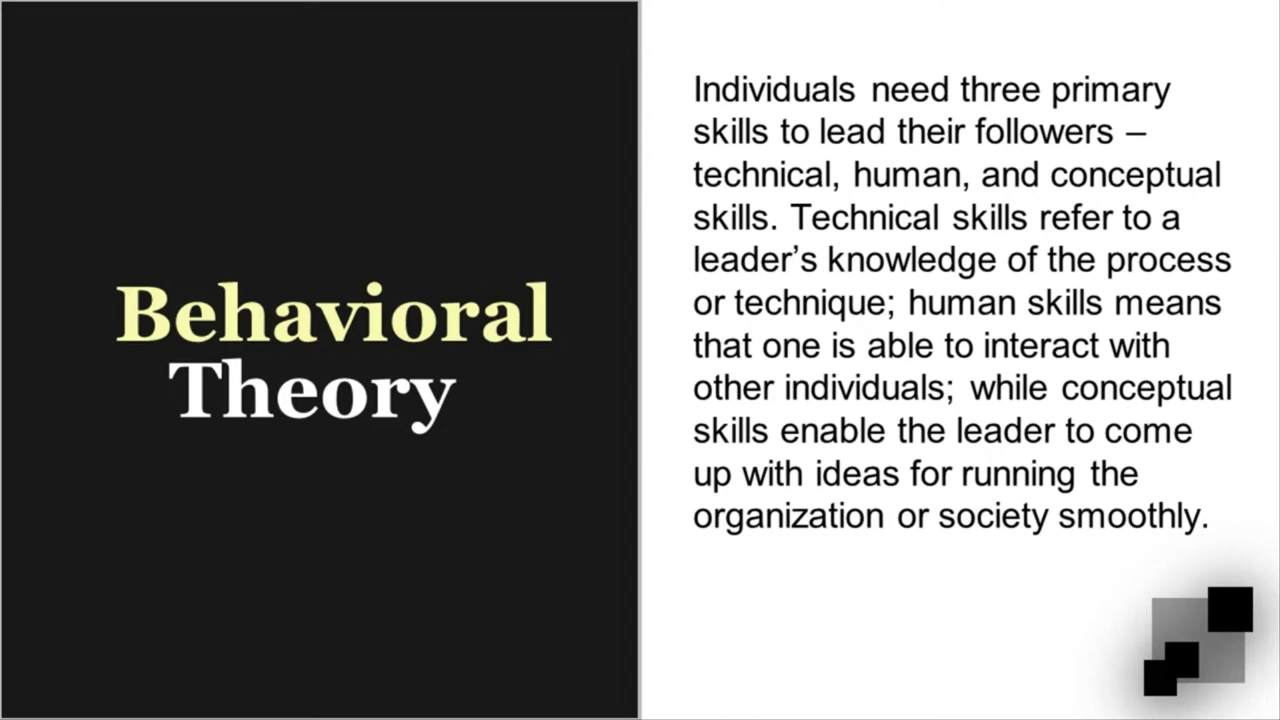 Behavioral
Theory
Individuals need three primary
skills to lead their followers –
technical, human, and conceptual
skills. Technical skills refer to a
leader’s knowledge of the process
or technique; human skills means
that one is able to interact with
other individuals; while conceptual
skills enable the leader to come
up with ideas for running the
organization or society smoothly.